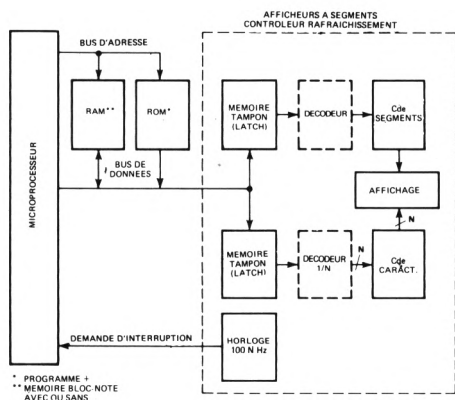 AFFICHEURS A SEGMENTS
CONTROLEUR RAFRAICHISSEMENT
BUS D'ADRESSE
MICROPROCESSEUR
RAM**
ROM*
MEMOIRE
TAMPON
(LATCH)
DECODEUR
Cde
SEGMENTS
BUS DE
DONNEES
AFFICHAGE
N
MEMOIRE
TAMPON
(LATCH)
DECODEUR
1/N
N
Cde
CARACT.
DEMANDE D'INTERRUPTION
HORLOGE
100 N Hz
* PROGRAMME +
** MEMOIRE BLOC-NOTE
AVEC OU SANS